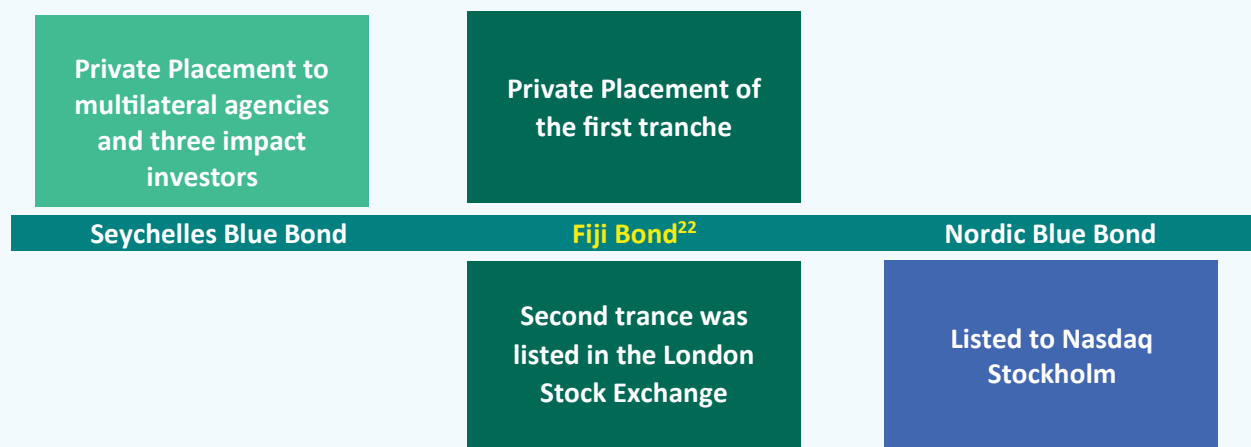 Private Placement to
multilateral agencies
and three impact
investors
Private Placement of
the first tranche
Seychelles Blue Bond
Fiji Bond22
Nordic Blue Bond
Second trance was
listed in the London
Stock Exchange
Listed to Nasdaq
Stockholm